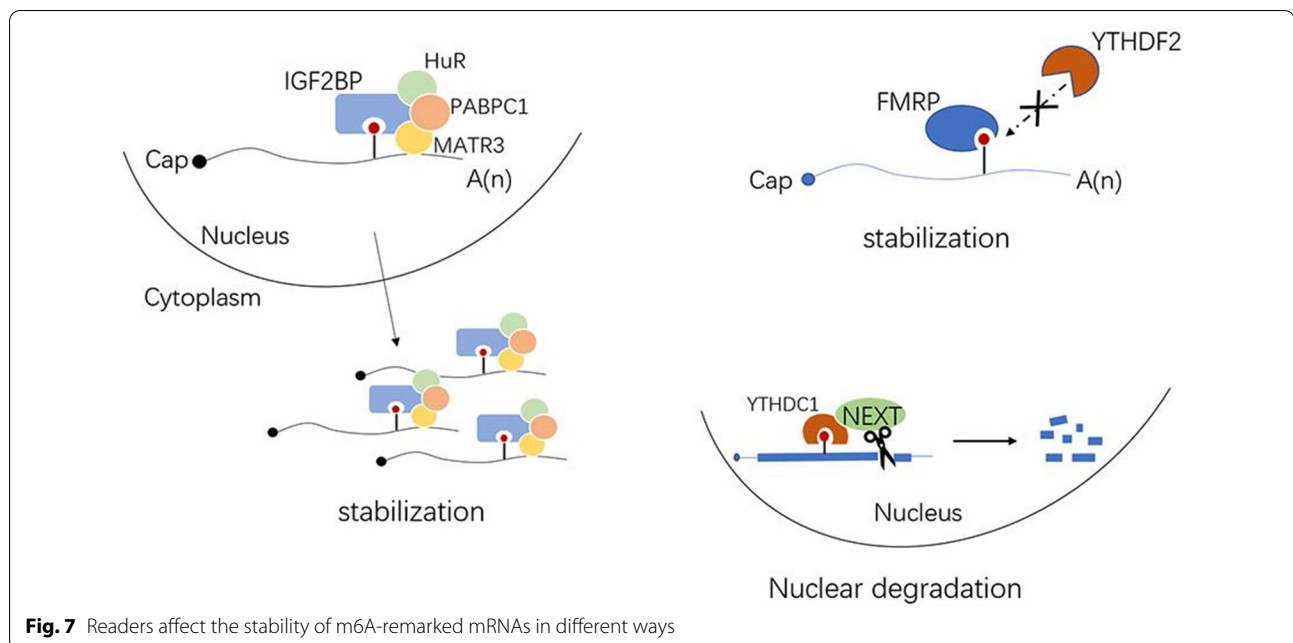 IGF2BP
HuR
PABPC1
MATR3
Cap
A(n)
Nucleus
Cytoplasm
stabilization
YTHDF2
FMRP
Cap
A(n)
stabilization
YTHDC1
NEXT
Nucleus
Nuclear degradation
Fig. 7 Readers affect the stability of m6A-remarked mRNAs in different ways